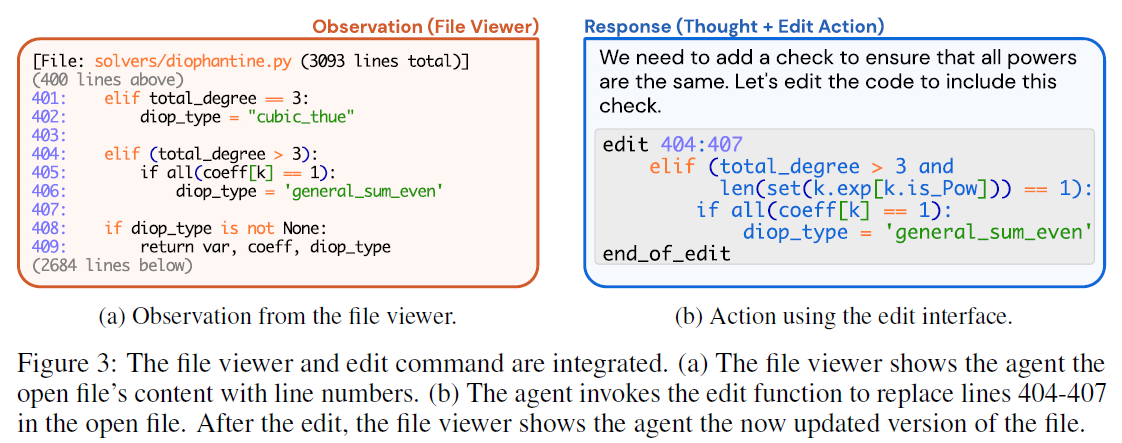 Observation (File Viewer)
[File: solvers/diophantine.py (3093 lines total)]
(400 lines above)
401:    elif total_degree == 3:
402:        diop_type = "cubic_thue"
403:
404:    elif (total_degree > 3):
405:        if all(coeff[k] == 1):
406:            diop_type = 'general_sum_even'
407:
408:    if diop_type is not None:
409:        return var, coeff, diop_type
(2684 lines below)
(a) Observation from the file viewer.
Response (Thought + Edit Action)
We need to add a check to ensure that all powers
are the same. Let's edit the code to include this
check.
edit 404:407
    elif (total_degree > 3 and
          len(set(k.exp[k.is_Pow])) == 1):
        if all(coeff[k] == 1):
            diop_type = 'general_sum_even'
end_of_edit
(b) Action using the edit interface.
Figure 3: The file viewer and edit command are integrated. (a) The file viewer shows the agent the
open file's content with line numbers. (b) The agent invokes the edit function to replace lines 404-407
in the open file. After the edit, the file viewer shows the agent the now updated version of the file.